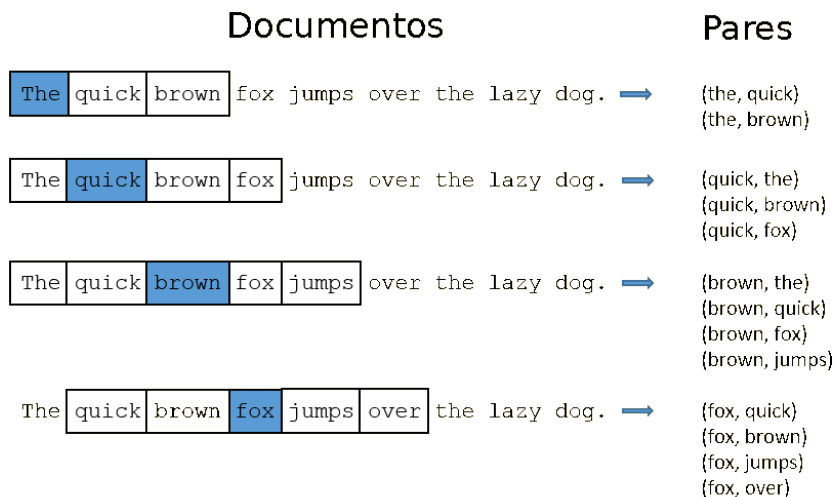 Documentos Pares
The quick brown fox jumps over the lazy dog. (the, quick)
(the, brown)
The quick brown fox jumps over the lazy dog. (quick, the)
(quick, brown)
(quick, fox)
The quick brown fox jumps over the lazy dog. (brown, the)
(brown, quick)
(brown, fox)
(brown, jumps)
The quick brown fox jumps over the lazy dog. (fox, quick)
(fox, brown)
(fox, jumps)
(fox, over)